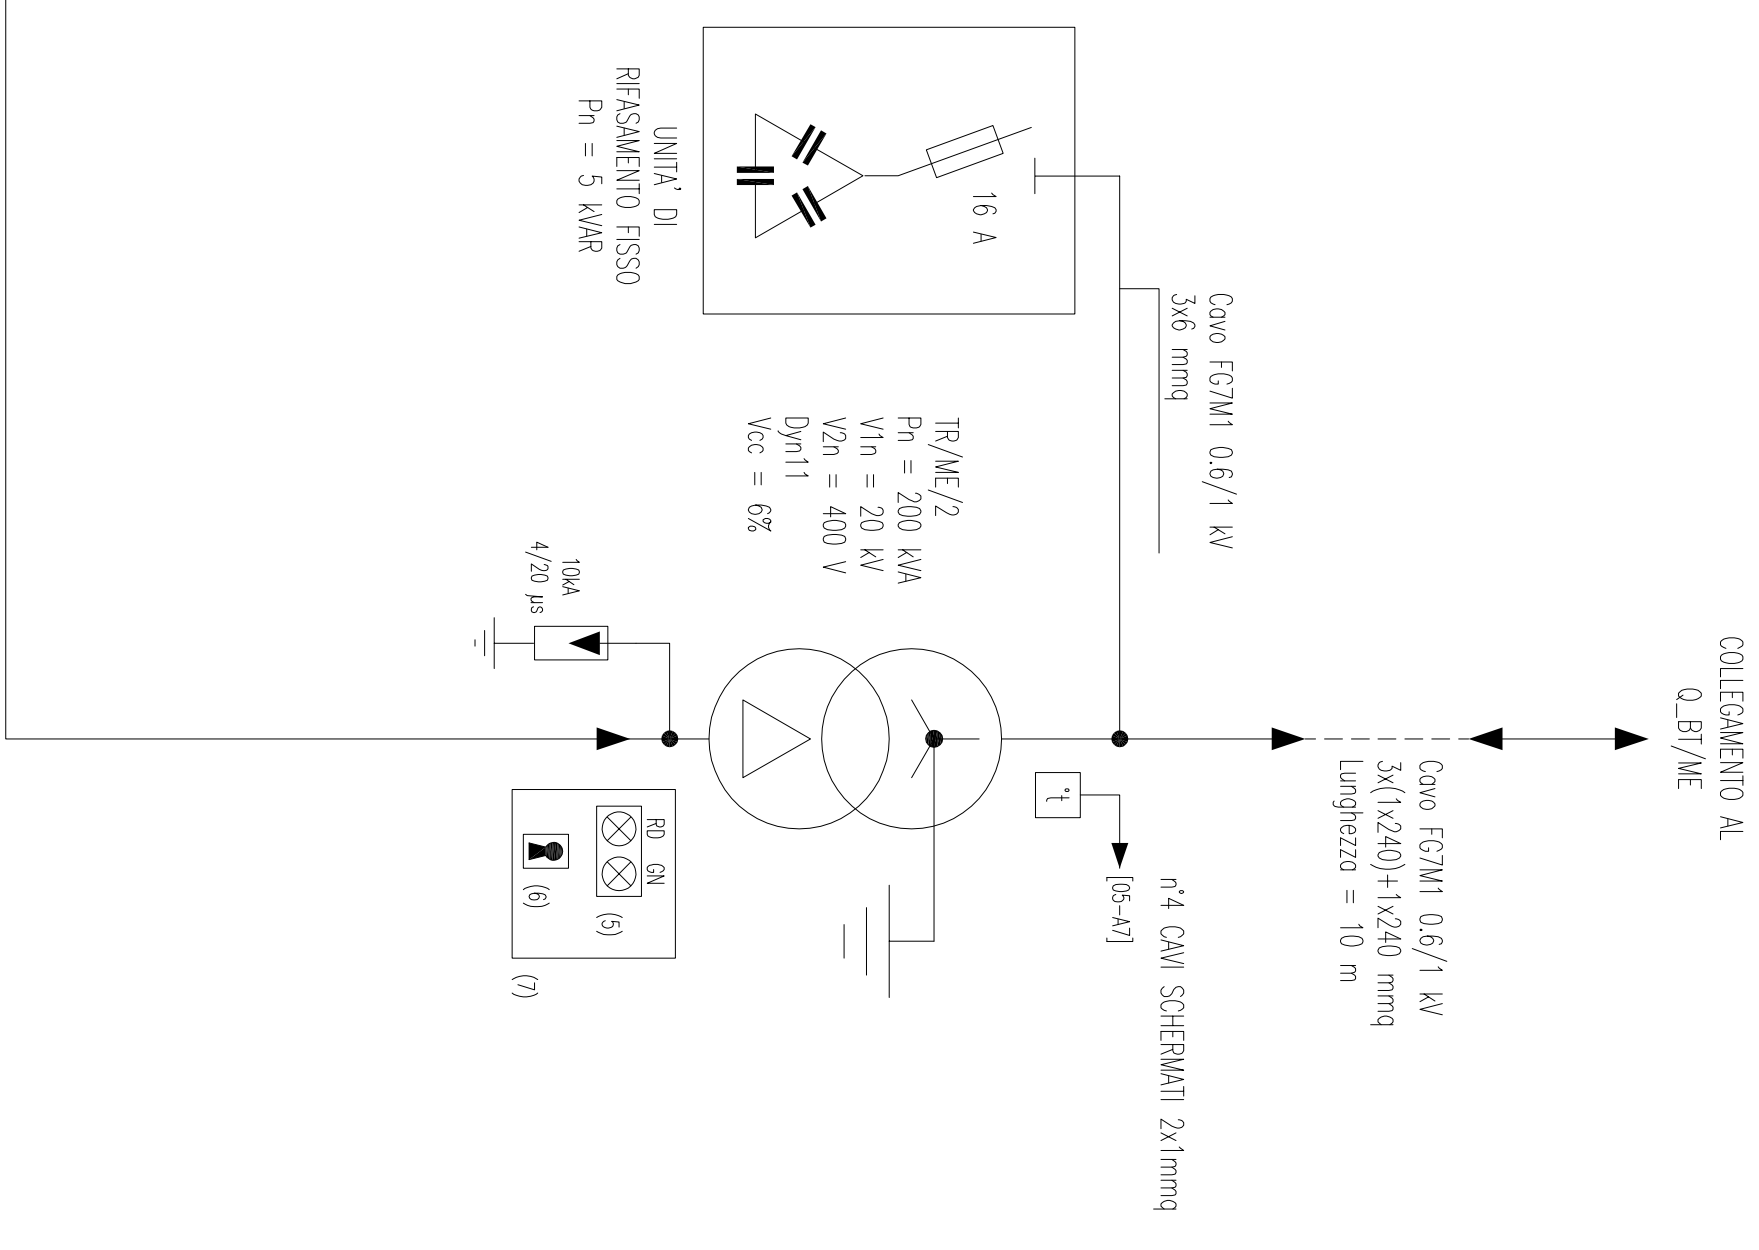 COLLEGAMENTO AL
Q_BT/ME
Cavo FG7M1 0.6/1 kV
3x(1x240)+1x240 mmq
Lunghezza = 10 m
Cavo FG7M1 0.6/1 kV
3x6 mmq
n°4 CAVI SCHERMATI 2x1mmq
[05-A7]
t°
16 A
UNITA' DI
RIFASAMENTO FISSO
Pn = 5 kVAR
TR/ME/2
Pn = 200 kVA
V1n = 20 kV
V2n = 400 V
Dyn11
Vcc = 6%
10kA
4/20 µs
RD GN
(5)
(6)
(7)